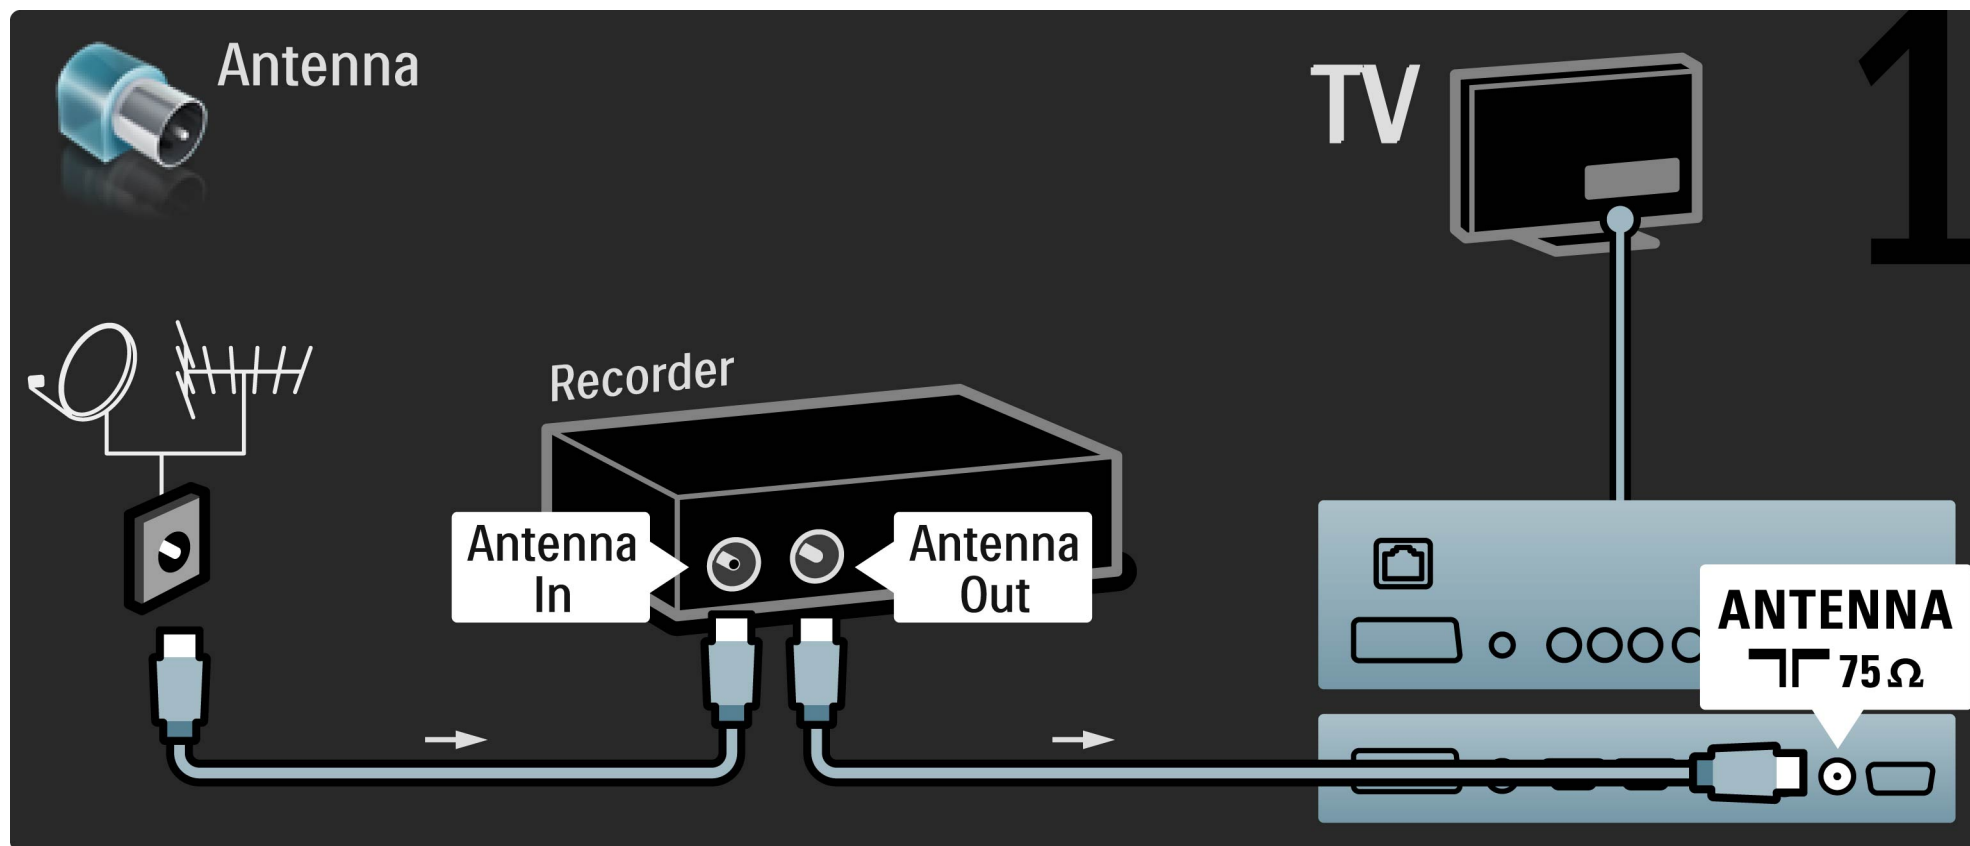 Antenna
TV
1
Recorder
Antenna
In
Antenna
Out
ANTENNA
75 Ω